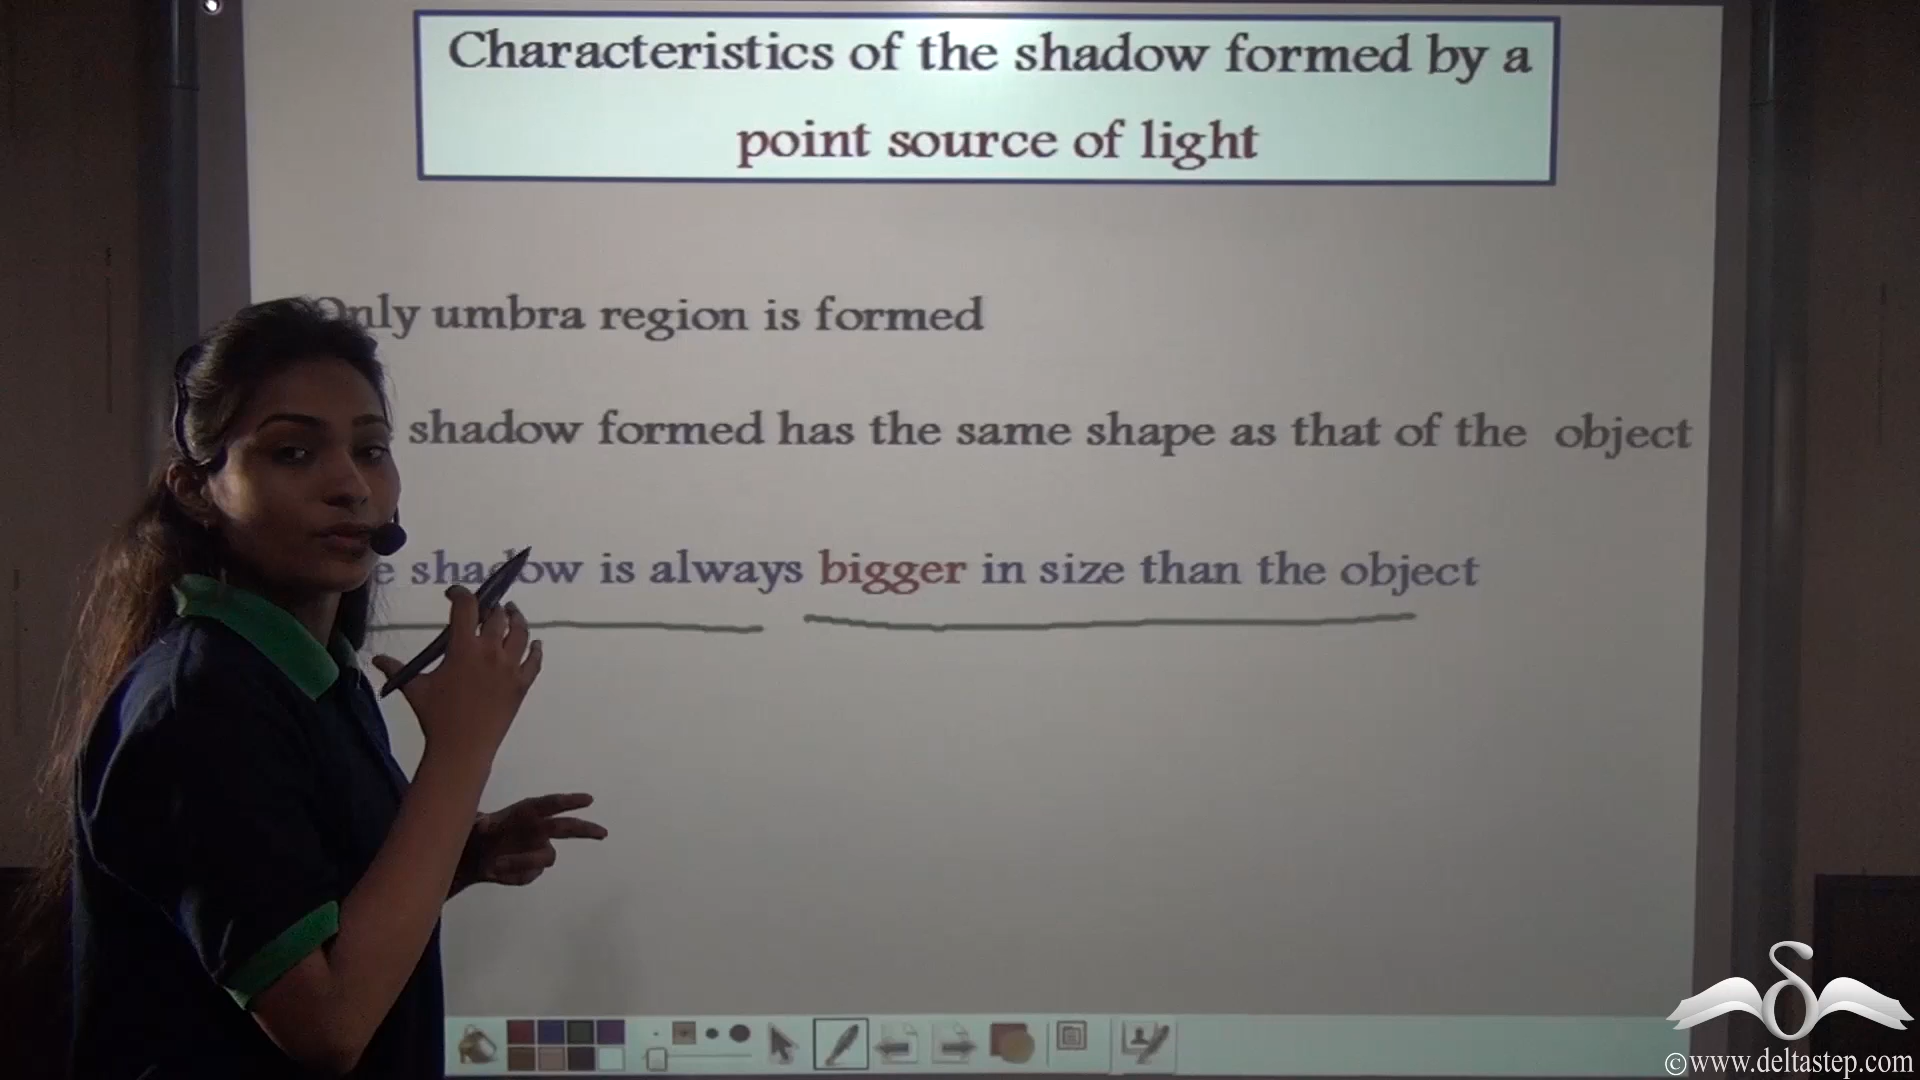 Characteristics of the shadow formed by a
point source of light
Only umbra region is formed
shadow formed has the same shape as that of the object
shadow is always bigger in size than the object
©www.deltastep.com